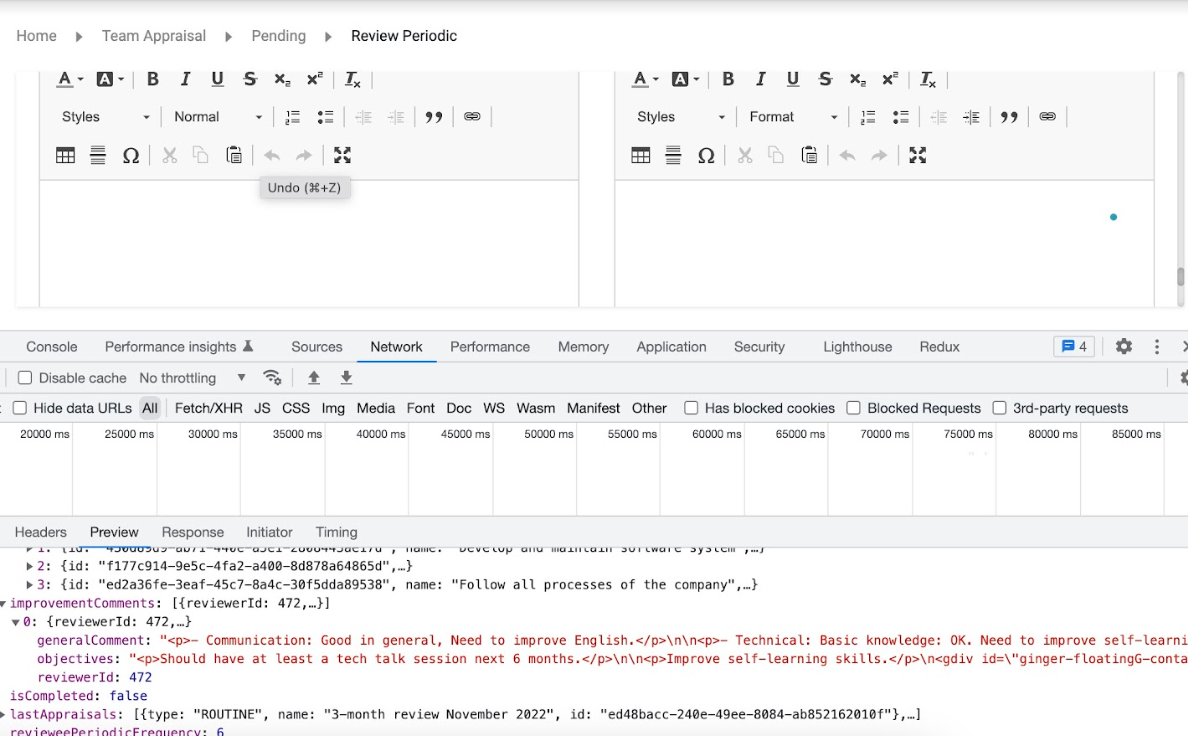 Home Team Appraisal Pending Review Periodic
A A B I U S x₂ x² Tx
A A B I U S x₂ x² Tx
Styles Normal
Styles Format
Ω
Ω
Undo (⌘+Z)
Console Performance insights Sources Network Performance Memory Application Security Lighthouse Redux 4
Disable cache No throttling
Hide data URLs All Fetch/XHR JS CSS Img Media Font Doc WS Wasm Manifest Other Has blocked cookies Blocked Requests 3rd-party requests
20000 ms 25000 ms 30000 ms 35000 ms 40000 ms 45000 ms 50000 ms 55000 ms 60000 ms 65000 ms 70000 ms 75000 ms 80000 ms 85000 ms
Headers Preview Response Initiator Timing
name: "Develop and maintain software system",…}
2: {id: "f177c914-9e5c-4fa2-a400-8d878a64865d",…}
3: {id: "ed2a36fe-3eaf-45c7-8a4c-30f5dda89538", name: "Follow all processes of the company",…}
improvementComments: [{reviewerId: 472,…}]
0: {reviewerId: 472,…}
generalComment: "<p>- Communication: Good in general, Need to improve English.</p>\n\n<p>- Technical: Basic knowledge: OK. Need to improve self-learni
objectives: "<p>Should have at least a tech talk session next 6 months.</p>\n\n<p>Improve self-learning skills.</p>\n<gdiv id=\"ginger-floatingG-conta
reviewerId: 472
isCompleted: false
lastAppraisals: [{type: "ROUTINE", name: "3-month review November 2022", id: "ed48bacc-240e-49ee-8084-ab852162010f"},…]
revieweePeriodicFrequency: 6